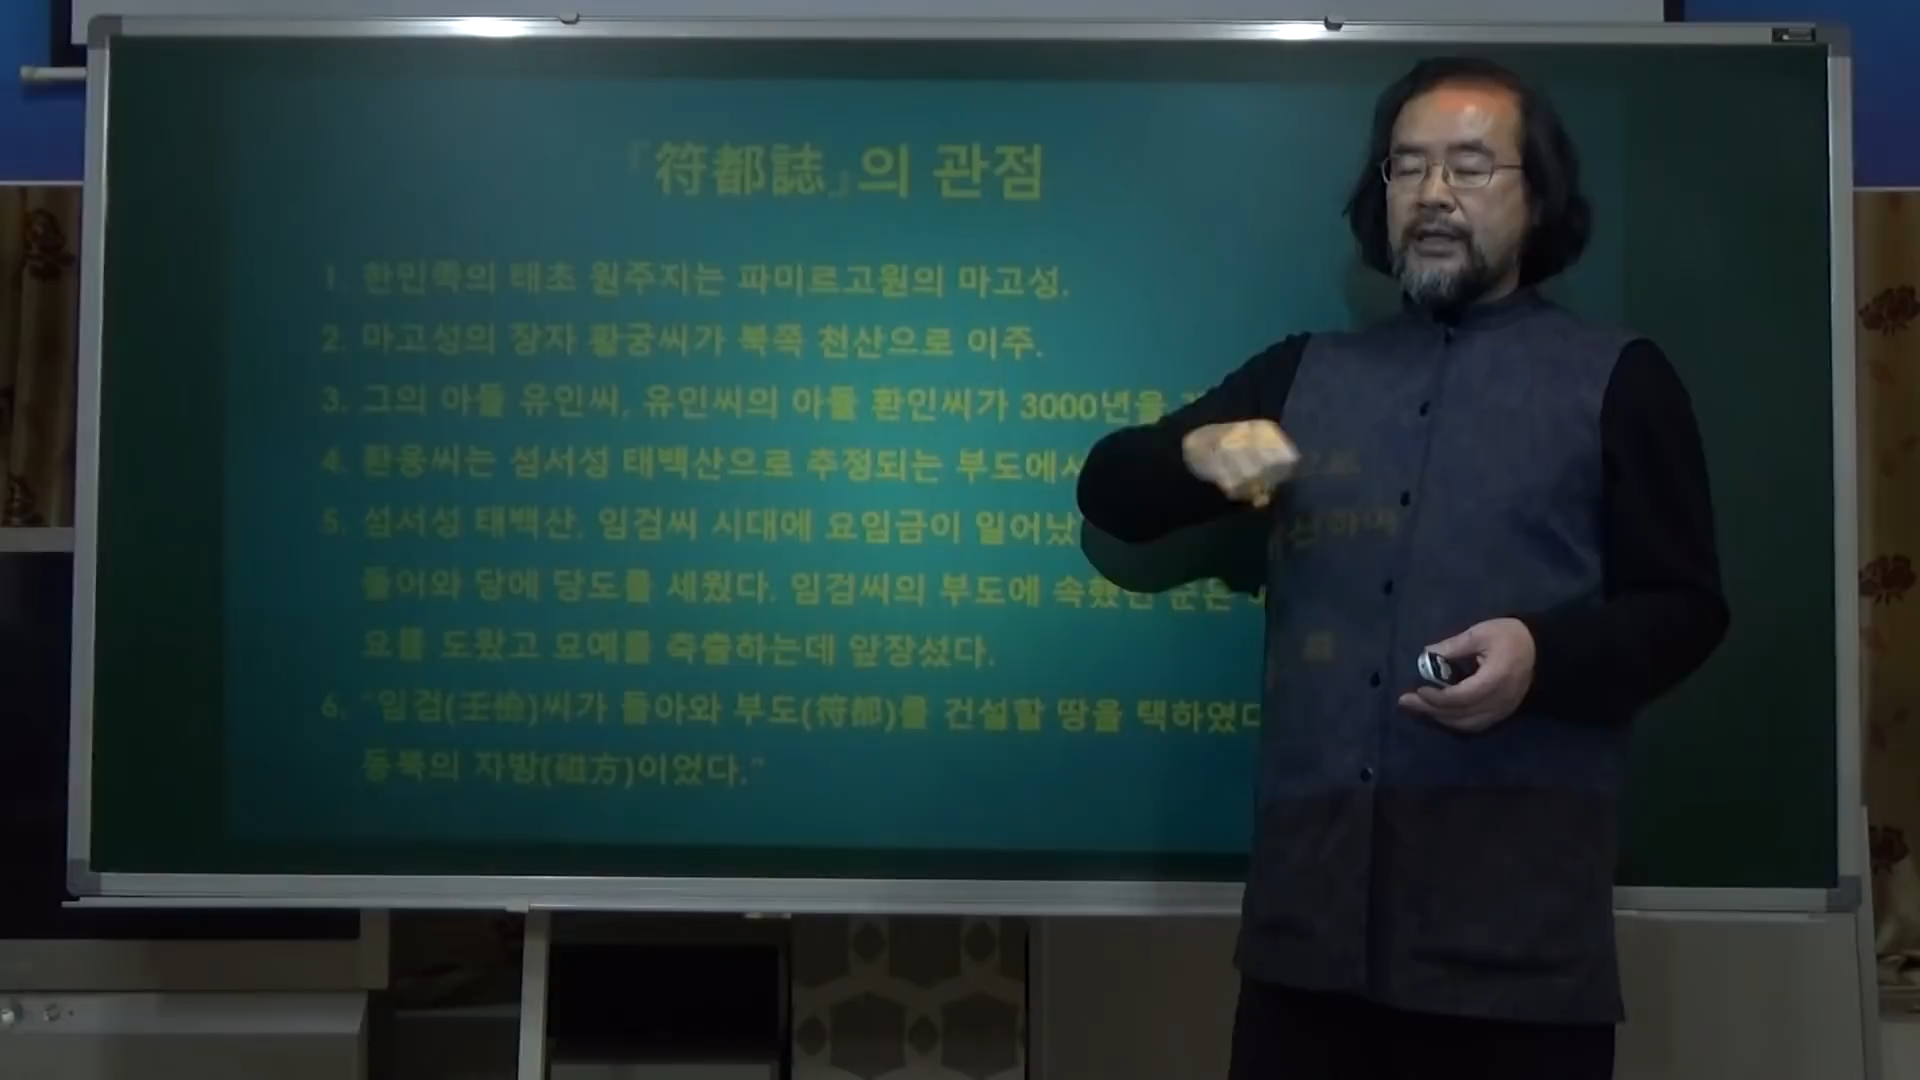 『符都誌』의 관점
1. 한민족의 태초 원주지는 파미르고원의 마고성.
2. 마고성의 장자 황궁씨가 북쪽 천산으로 이주.
3. 그의 아들 유인씨, 유인씨의 아들 환인씨가 3000년을
4. 환웅씨는 섬서성 태백산으로 추정되는 부도에서
5. 섬서성 태백산, 임검씨 시대에 요임금이 일어났
들어와 당에 당도를 세웠다. 임검씨의 부도에 속했던 순은
요를 도왔고 묘예를 축출하는데 앞장섰다.
6. “임검(壬儉)씨가 돌아와 부도(符都)를 건설할 땅을 택하였다
동북의 자방(磁方)이었다.”